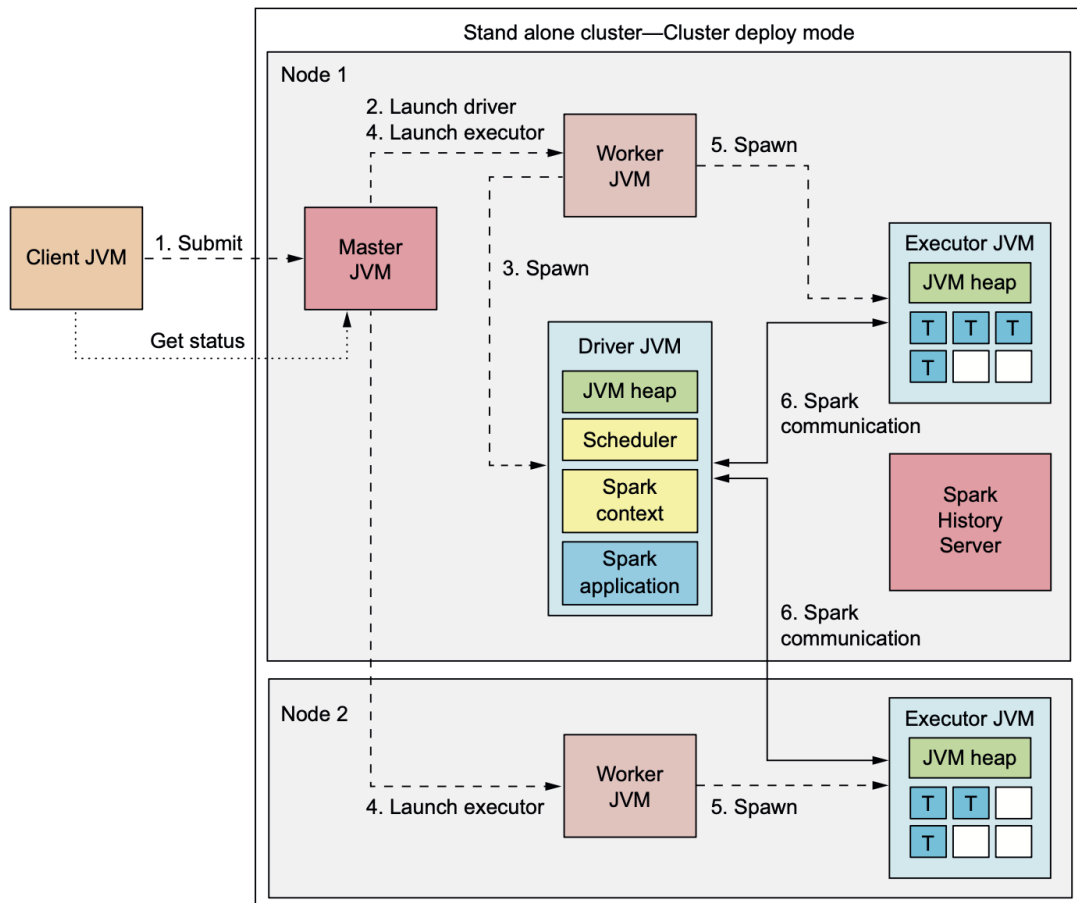 Stand alone cluster—Cluster deploy mode
Node 1
2. Launch driver
4. Launch executor
Worker
JVM
5. Spawn
Client JVM
1. Submit
Master
JVM
3. Spawn
Get status
Executor JVM
JVM heap
T T T
T
Driver JVM
JVM heap
Scheduler
Spark
context
Spark
application
6. Spark
communication
Spark
History
Server
6. Spark
communication
Node 2
4. Launch executor
Worker
JVM
5. Spawn
Executor JVM
JVM heap
T T
T